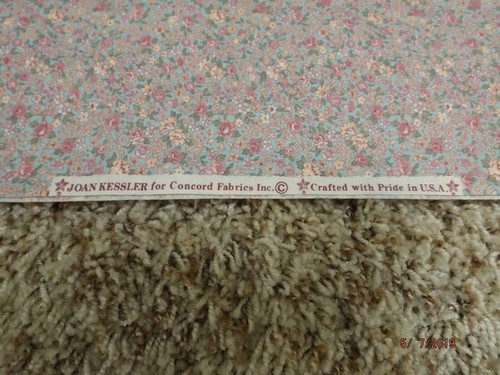 JOAN KESSLER for Concord Fabrics Inc.© Crafted with Pride in U.S.A.
5/ 7/2019